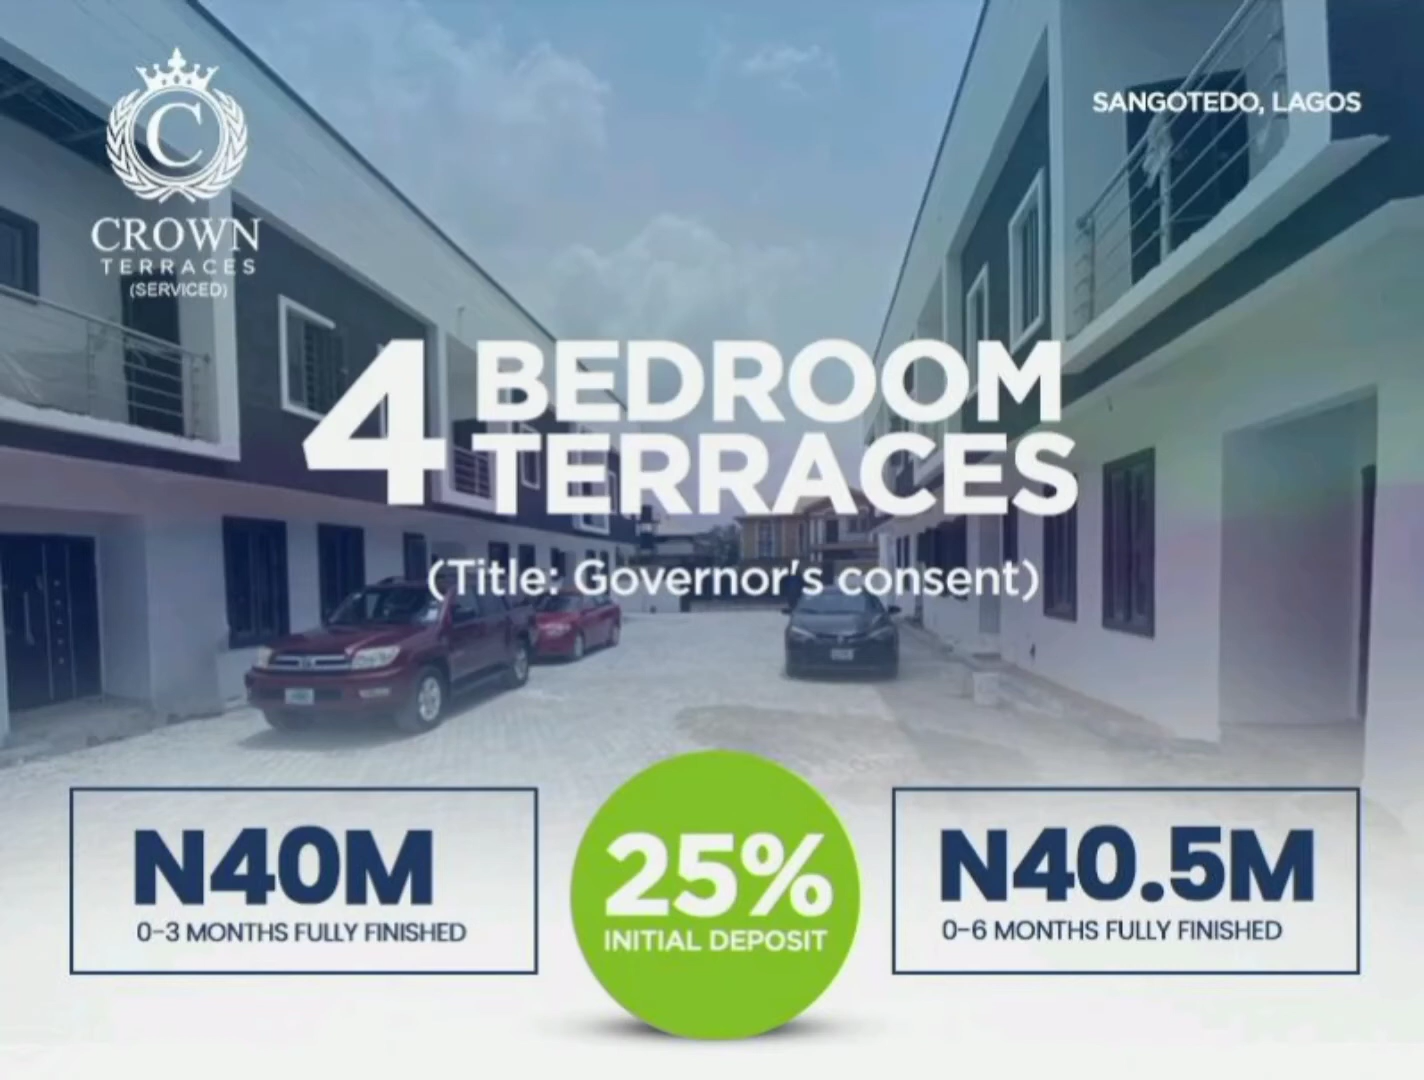 C
CROWN
TERRACES
(SERVICED)
SANGOTEDO, LAGOS
4 BEDROOM
TERRACES
(Title: Governor's consent)
N40M
0-3 MONTHS FULLY FINISHED
25%
INITIAL DEPOSIT
N40.5M
0-6 MONTHS FULLY FINISHED